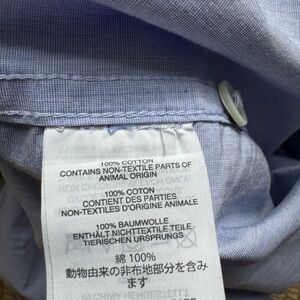 100% COTTON
CONTAINS NON-TEXTILE PARTS OF
ANIMAL ORIGIN
100% COTON
CONTIENT DES PARTIES
NON-TEXTILES D'ORIGINE ANIMALE
100% BAUMWOLLE
ENTHÄLT NICHTTEXTILE TEILE
TIERISCHEN URSPRUNGS
綿 100%
動物由来の非布地部分を含み
ます